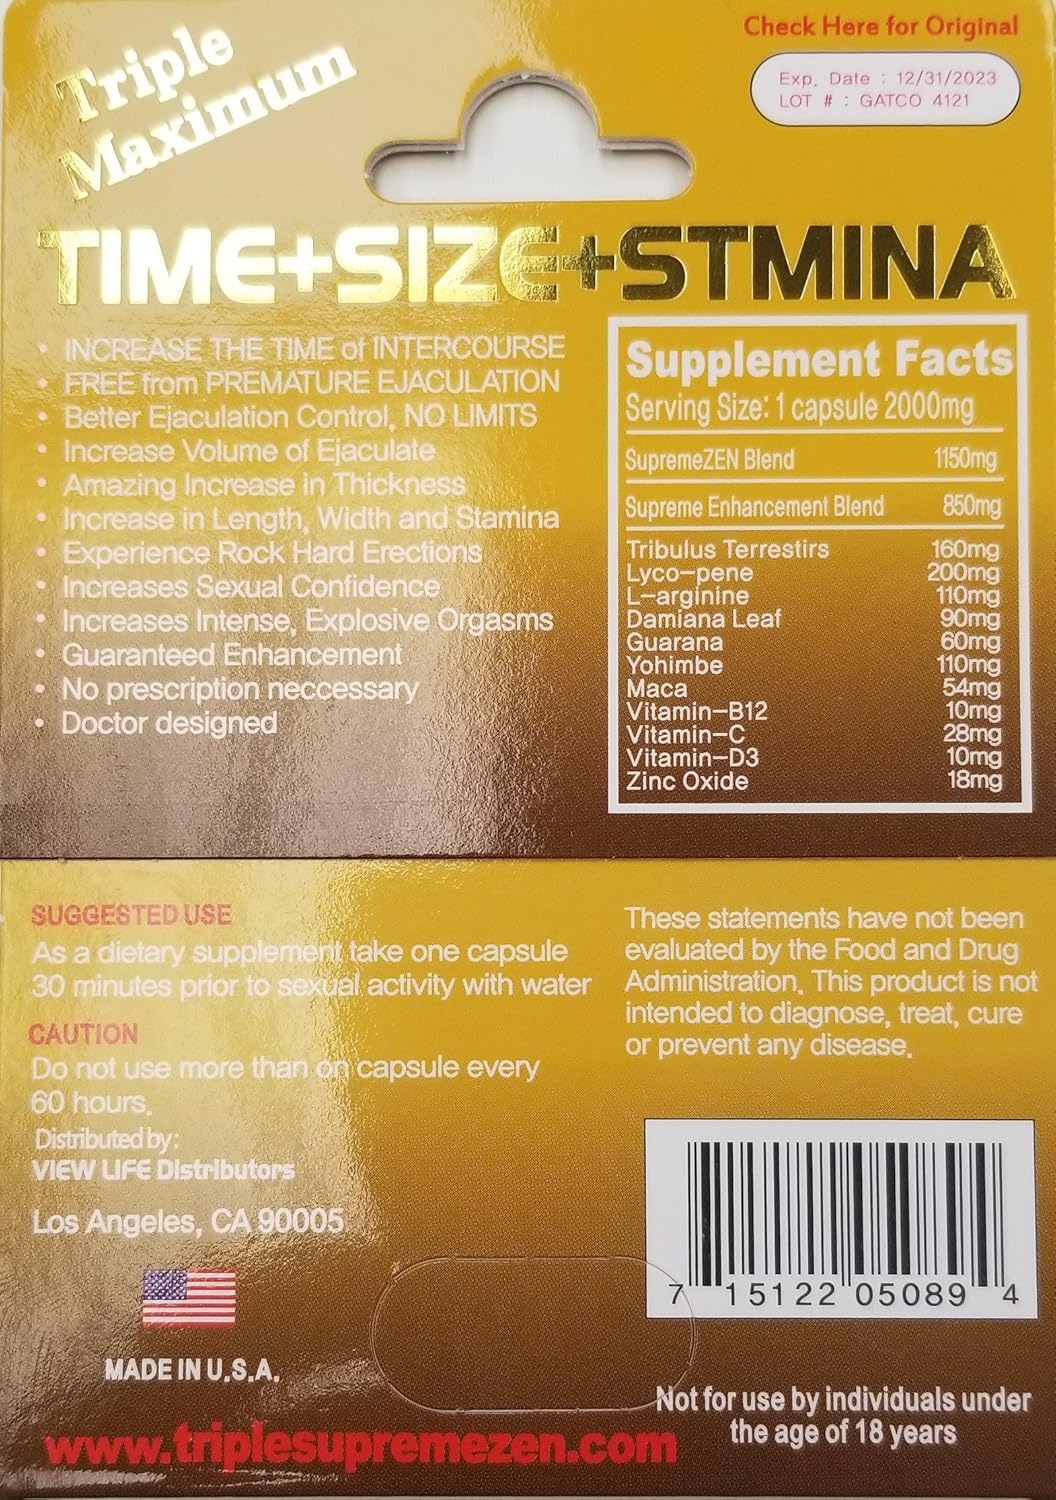 Check Here for Original
Exp. Date : 12/31/2023
LOT # : GATCO 4121
Triple
Maximum
TIME+SIZE+STMINA
• INCREASE THE TIME of INTERCOURSE
• FREE from PREMATURE EJACULATION
• Better Ejaculation Control, NO LIMITS
• Increase Volume of Ejaculate
• Amazing Increase in Thickness
• Increase in Length, Width and Stamina
• Experience Rock Hard Erections
• Increases Sexual Confidence
• Increases Intense, Explosive Orgasms
• Guaranteed Enhancement
• No prescription neccessary
• Doctor designed
Supplement Facts
Serving Size: 1 capsule 2000mg
SupremeZEN Blend 1150mg
Supreme Enhancement Blend 850mg
Tribulus Terrestirs 160mg
Lyco-pene 200mg
L-arginine 110mg
Damiana Leaf 90mg
Guarana 60mg
Yohimbe 110mg
Maca 54mg
Vitamin-B12 10mg
Vitamin-C 28mg
Vitamin-D3 10mg
Zinc Oxide 18mg
SUGGESTED USE
As a dietary supplement take one capsule
30 minutes prior to sexual activity with water
CAUTION
Do not use more than on capsule every
60 hours.
Distributed by:
VIEW LIFE Distributors
Los Angeles, CA 90005
MADE IN U.S.A.
www.triplesupremezen.com
These statements have not been
evaluated by the Food and Drug
Administration. This product is not
intended to diagnose, treat, cure
or prevent any disease.
7 15122 05089 4
Not for use by individuals under
the age of 18 years